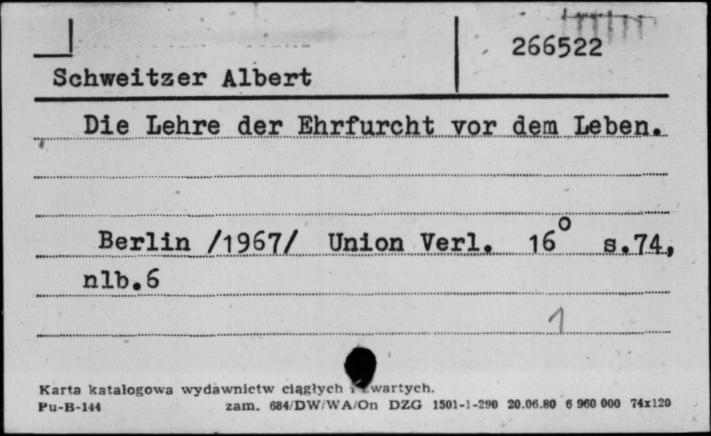 266522
Schweitzer Albert
Die Lehre der Ehrfurcht vor dem Leben.
Berlin /1967/ Union Verl. 16° s.74,
nlb.6
1
Karta katalogowa wydawnictw ciągłych i zwartych.
Pu-B-144 zam. 684/DW/WA/On DZG 1501-1-290 20.06.80 6 960 000 74x120